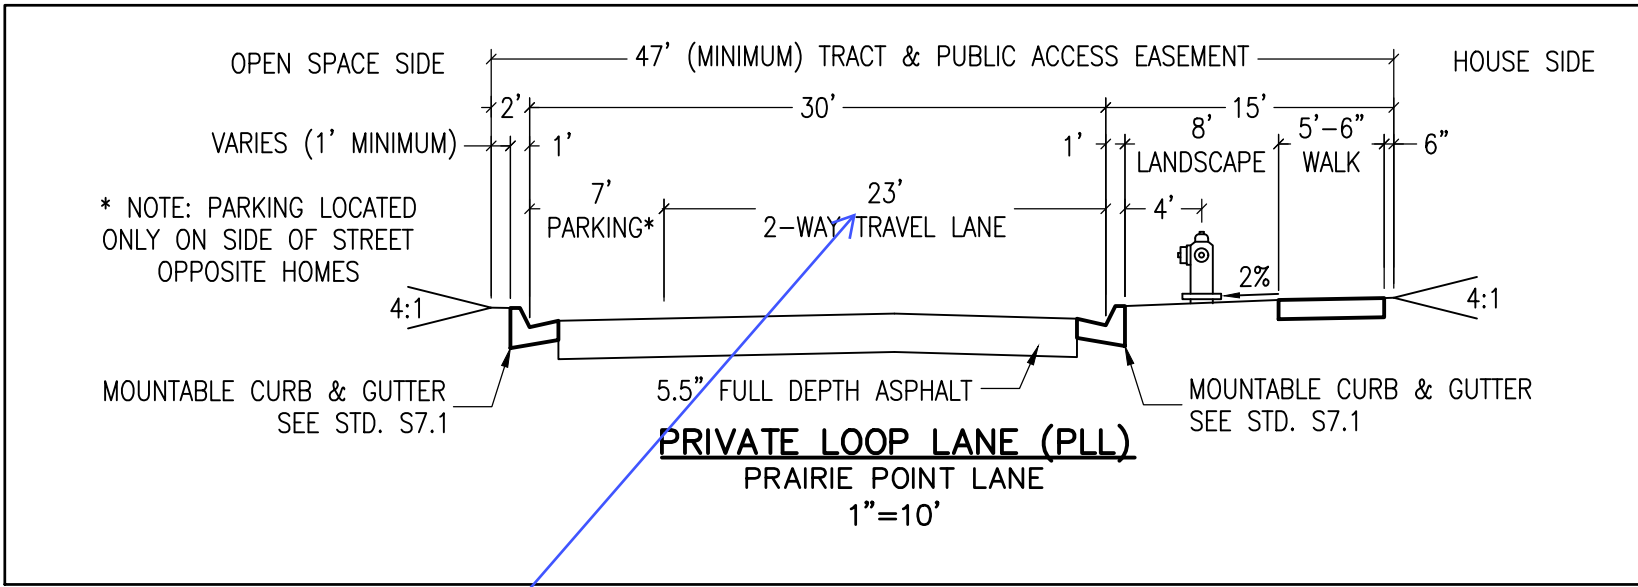 OPEN SPACE SIDE
47' (MINIMUM) TRACT & PUBLIC ACCESS EASEMENT
HOUSE SIDE
2'
30'
15'
VARIES (1' MINIMUM)
1'
1'
8'
LANDSCAPE
5'-6"
WALK
6"
* NOTE: PARKING LOCATED
ONLY ON SIDE OF STREET
OPPOSITE HOMES
7'
PARKING*
23'
2-WAY TRAVEL LANE
4'
2%
4:1
4:1
MOUNTABLE CURB & GUTTER
SEE STD. S7.1
5.5" FULL DEPTH ASPHALT
MOUNTABLE CURB & GUTTER
SEE STD. S7.1
PRIVATE LOOP LANE (PLL)
PRAIRIE POINT LANE
1"=10'